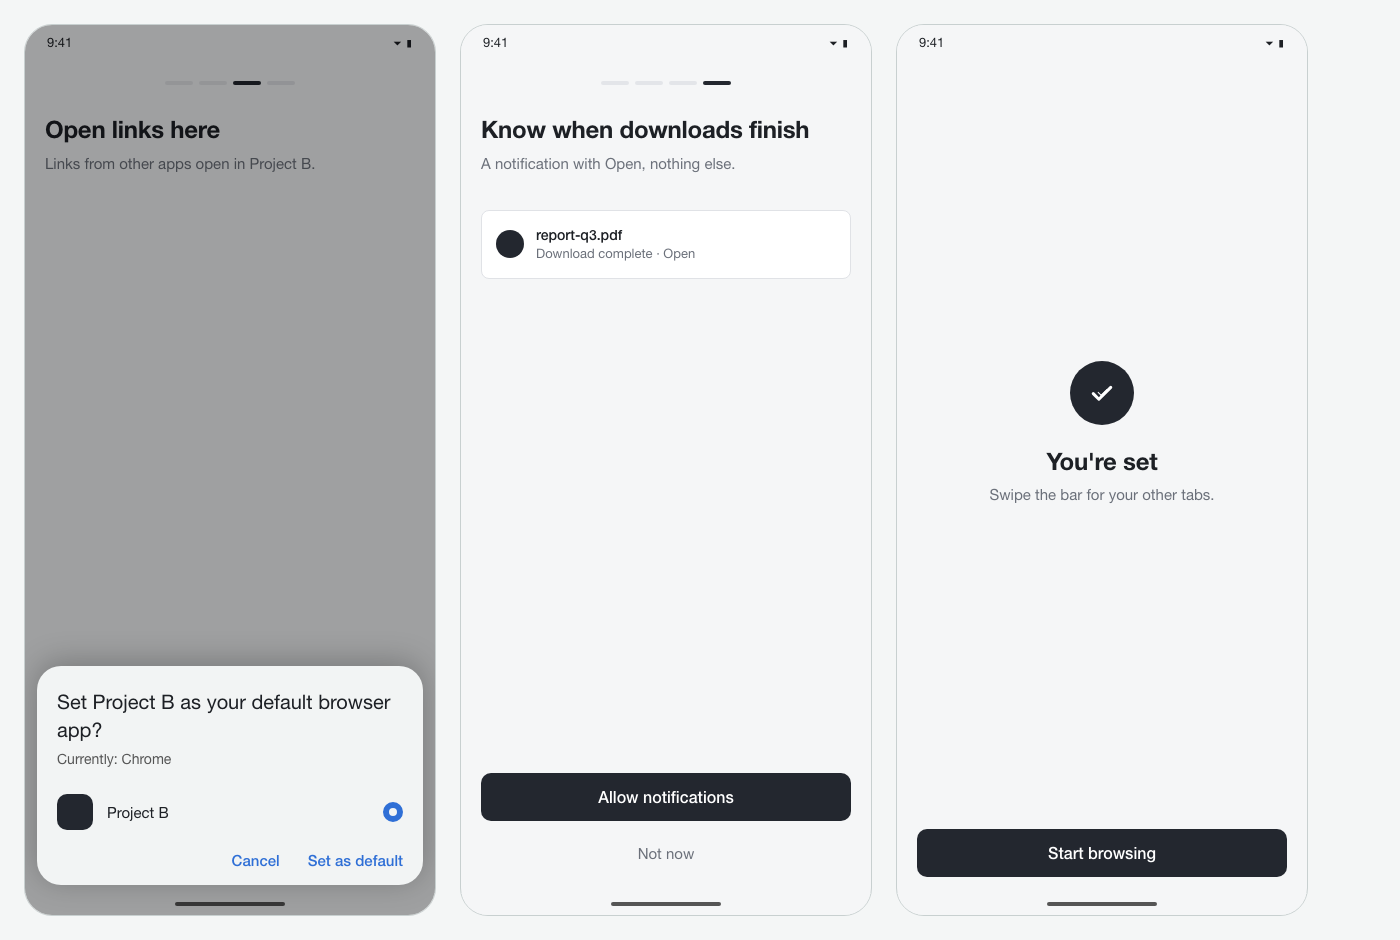 9:41
Open links here
Links from other apps open in Project B.
Set Project B as your default browser
app?
Currently: Chrome
Project B
Cancel
Set as default
9:41
Know when downloads finish
A notification with Open, nothing else.
report-q3.pdf
Download complete · Open
Allow notifications
Not now
9:41
You're set
Swipe the bar for your other tabs.
Start browsing